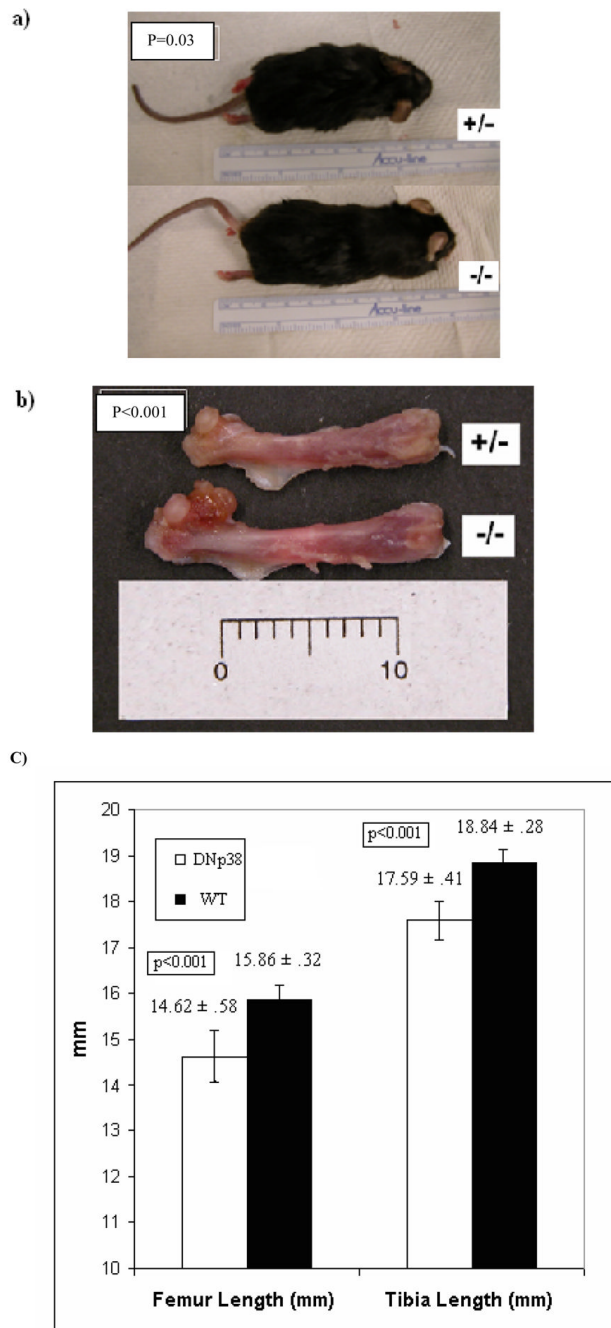 a)
P=0.03
+/-
Accu-line
-/-
Accu-line
b)
P<0.001
+/-
-/-
0 10
C)
20
19
18
17
16
15
14
13
12
11
10
mm
DNp38
WT
p<0.001
15.86 ± .32
14.62 ± .58
p<0.001
18.84 ± .28
17.59 ± .41
Femur Length (mm) Tibia Length (mm)